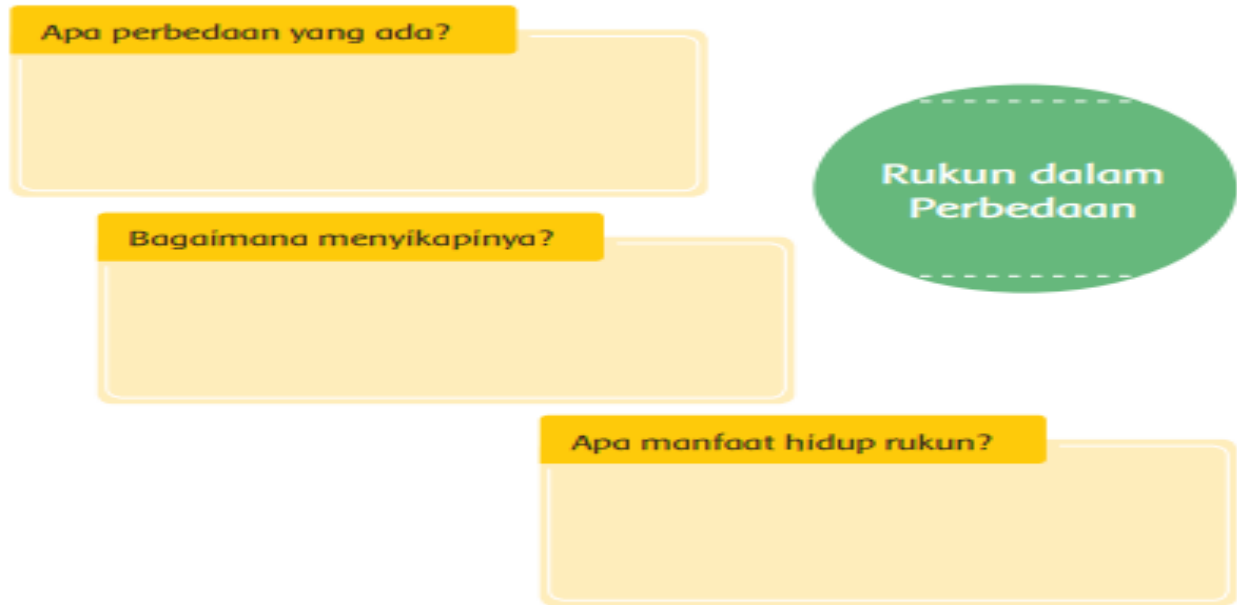 Apa perbedaan yang ada?
Rukun dalam
Perbedaan
Bagaimana menyikapinya?
Apa manfaat hidup rukun?